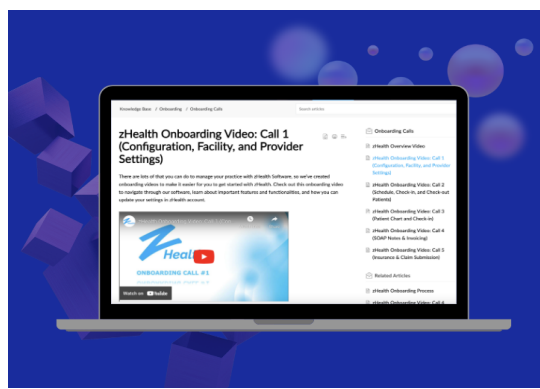 Knowledge Base / Onboarding / Onboarding Calls
Search articles
zHealth Onboarding Video: Call 1
(Configuration, Facility, and Provider
Settings)
There are lots of that you can do to manage your practice with zHealth Software, so we've created
onboarding videos to make it easier for you to get started with zHealth. Check out this onboarding video
to navigate through our software, learn about important features and functionalities, and how you can
update your settings in zHealth account.
Z
Heal
ONBOARDING CALL #1
Watch on YouTube
Onboarding Calls
zHealth Overview Video
zHealth Onboarding Video: Call 1
(Configuration, Facility, and Provider
Settings)
zHealth Onboarding Video: Call 2
(Schedule, Check-in, and Check-out
Patients)
zHealth Onboarding Video: Call 3
(Patient Chart and Check-in)
zHealth Onboarding Video: Call 4
(SOAP Notes & Invoicing)
zHealth Onboarding Video: Call 5
(Insurance & Claim Submission)
Related Articles
zHealth Onboarding Process
zHealth Onboarding Video: Call 4